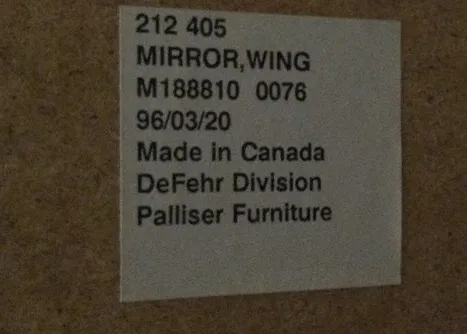 212 405
MIRROR,WING
M188810 0076
96/03/20
Made in Canada
DeFehr Division
Palliser Furniture